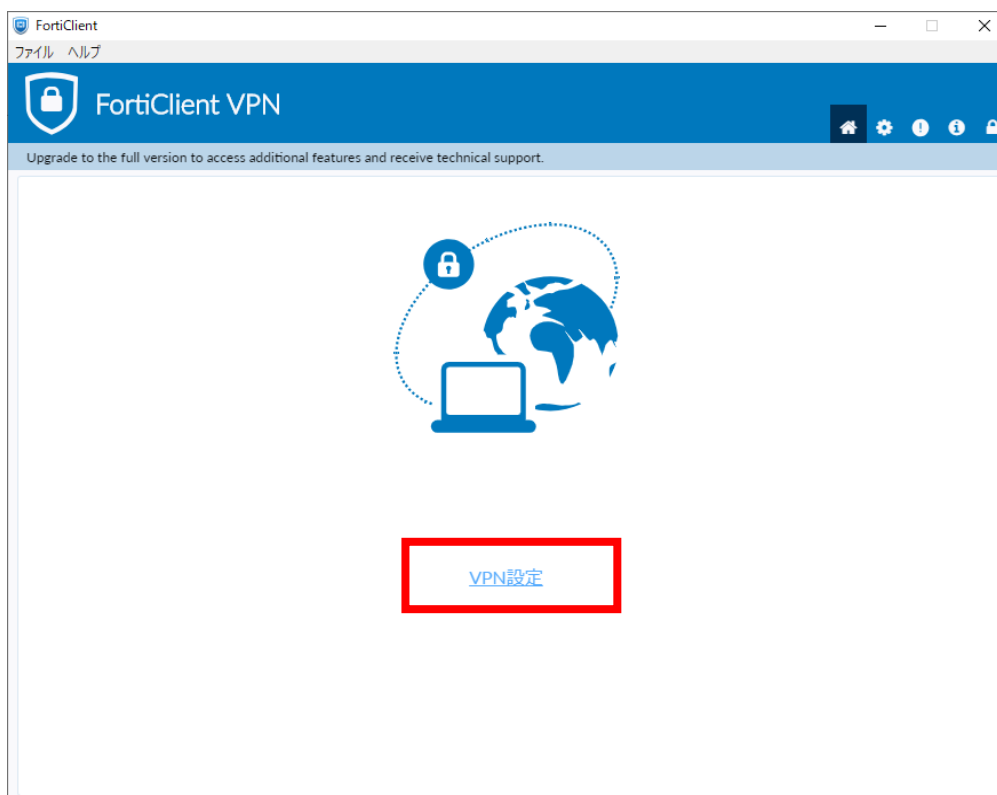 FortiClient
ファイル ヘルプ
FortiClient VPN
Upgrade to the full version to access additional features and receive technical support.
VPN設定